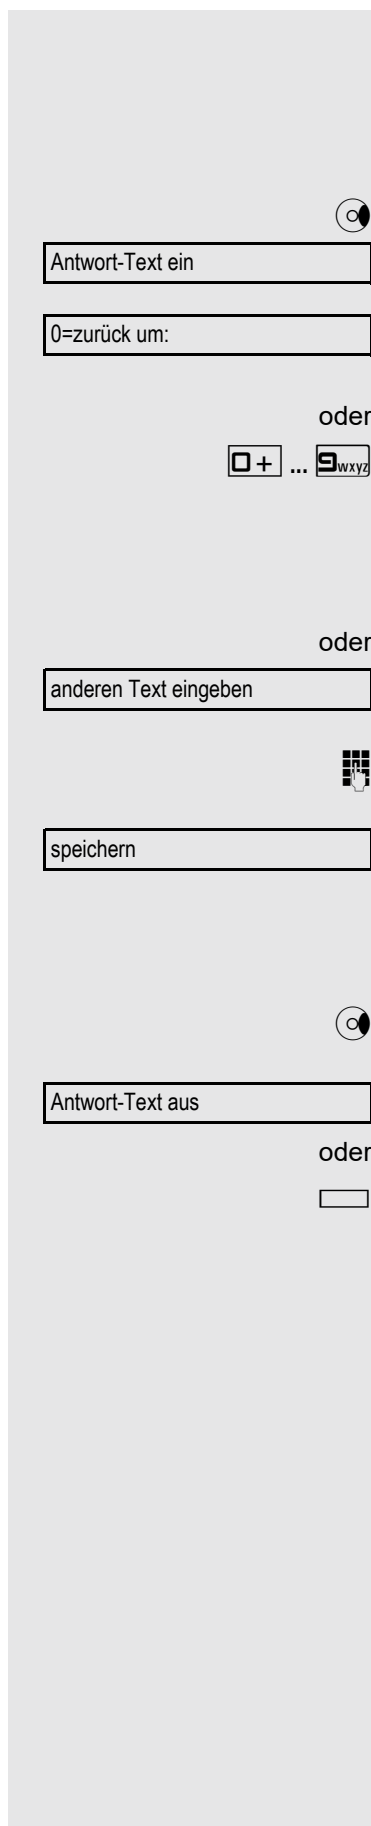 Antwort-Text ein
0=zurück um:
oder
0+ ... 9wxyz
oder
anderen Text eingeben
speichern
Antwort-Text aus
oder